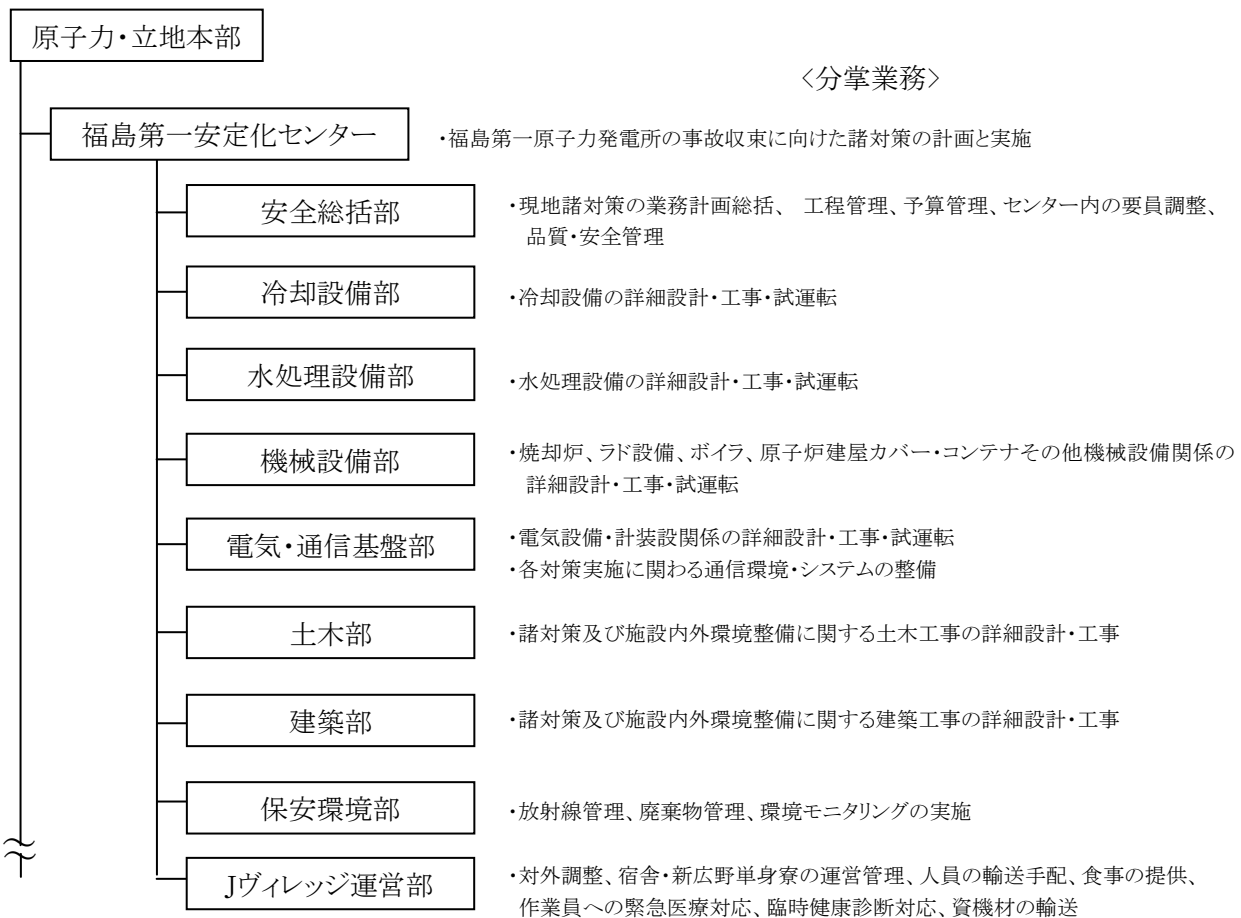 原子力・立地本部
〈分掌業務〉
福島第一安定化センター
・福島第一原子力発電所の事故収束に向けた諸対策の計画と実施
安全総括部
・現地諸対策の業務計画総括、 工程管理、予算管理、センター内の要員調整、
品質・安全管理
冷却設備部
・冷却設備の詳細設計・工事・試運転
水処理設備部
・水処理設備の詳細設計・工事・試運転
機械設備部
・焼却炉、ラド設備、ボイラ、原子炉建屋カバー・コンテナその他機械設備関係の
詳細設計・工事・試運転
電気・通信基盤部
・電気設備・計装設関係の詳細設計・工事・試運転
・各対策実施に関わる通信環境・システムの整備
土木部
・諸対策及び施設内外環境整備に関する土木工事の詳細設計・工事
建築部
・諸対策及び施設内外環境整備に関する建築工事の詳細設計・工事
保安環境部
・放射線管理、廃棄物管理、環境モニタリングの実施
Jヴィレッジ運営部
・対外調整、宿舎・新広野単身寮の運営管理、人員の輸送手配、食事の提供、
作業員への緊急医療対応、臨時健康診断対応、資機材の輸送